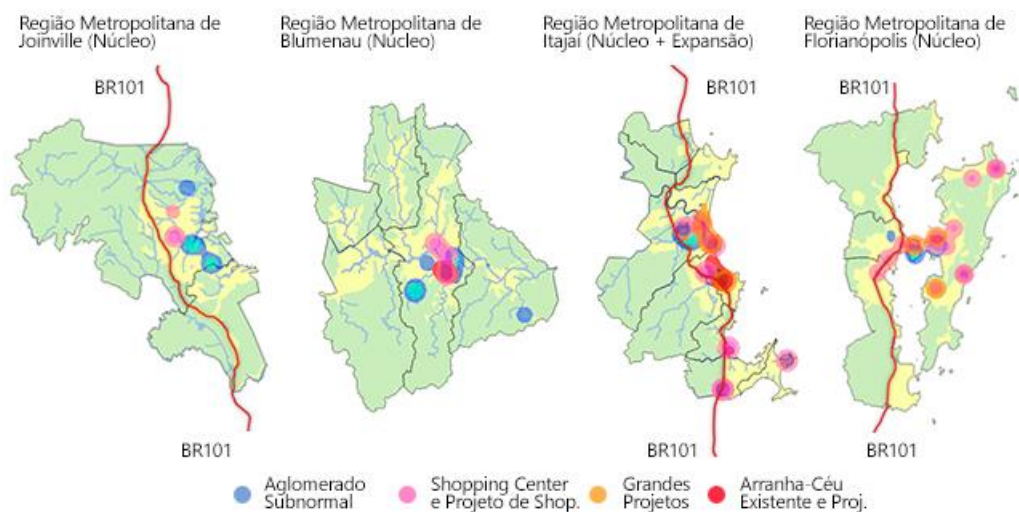 Região Metropolitana de
Joinville (Núcleo)
Região Metropolitana de
Blumenau (Núcleo)
Região Metropolitana de
Itajaí (Núcleo + Expansão)
Região Metropolitana de
Florianópolis (Núcleo)
BR101
BR101
BR101
BR101
BR101
BR101
Aglomerado
Subnormal
Shopping Center
e Projeto de Shop.
Grandes
Projetos
Arranha-Céu
Existente e Proj.